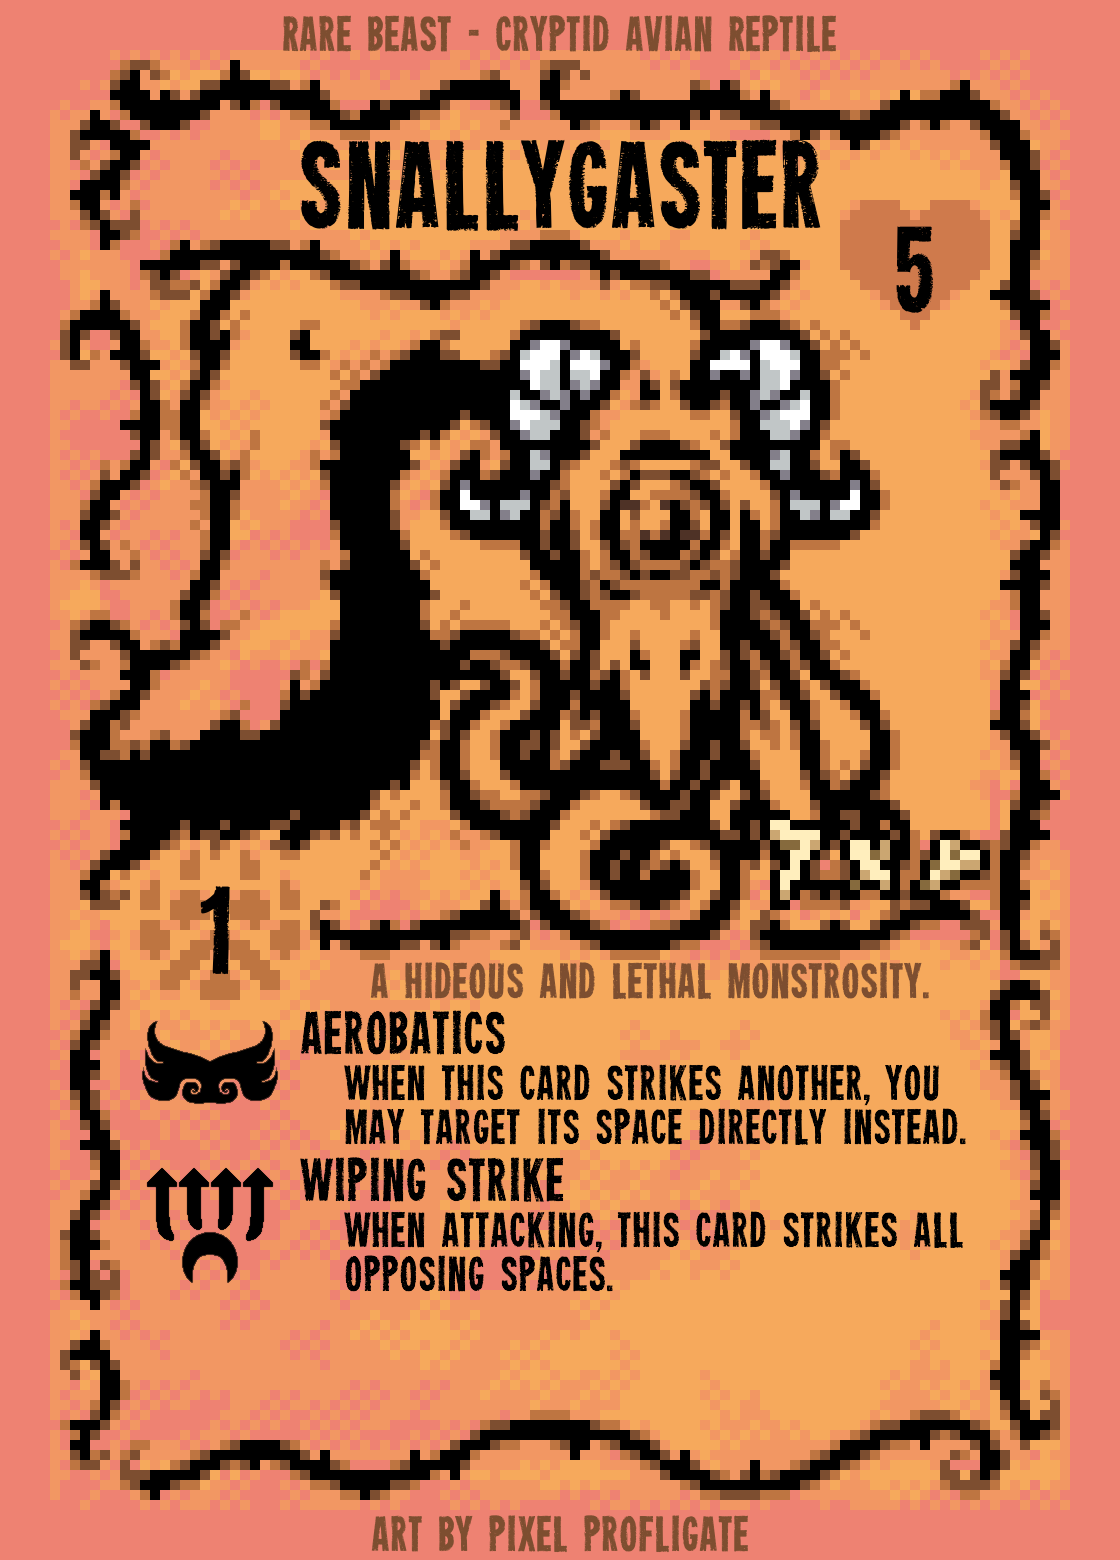 RARE BEAST - CRYPTID AVIAN REPTILE
SNALLYGASTER
5
1
A HIDEOUS AND LETHAL MONSTROSITY.
AEROBATICS
WHEN THIS CARD STRIKES ANOTHER, YOU
MAY TARGET ITS SPACE DIRECTLY INSTEAD.
WIPING STRIKE
WHEN ATTACKING, THIS CARD STRIKES ALL
OPPOSING SPACES.
ART BY PIXEL PROFLIGATE